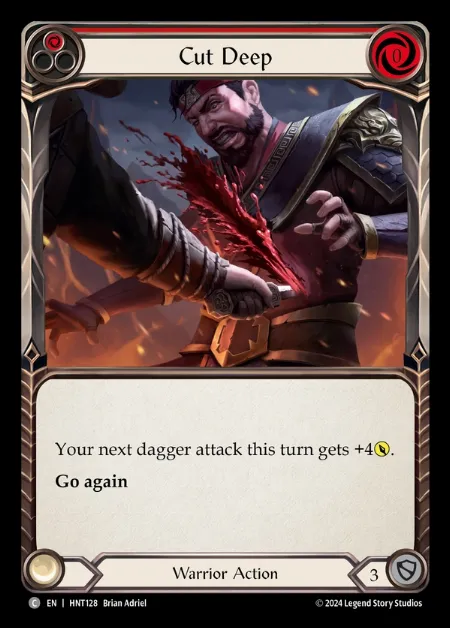 Cut Deep
0
Your next dagger attack this turn gets +4.
Go again
Warrior Action
3
C EN | HNT128 Brian Adriel
© 2024 Legend Story Studios